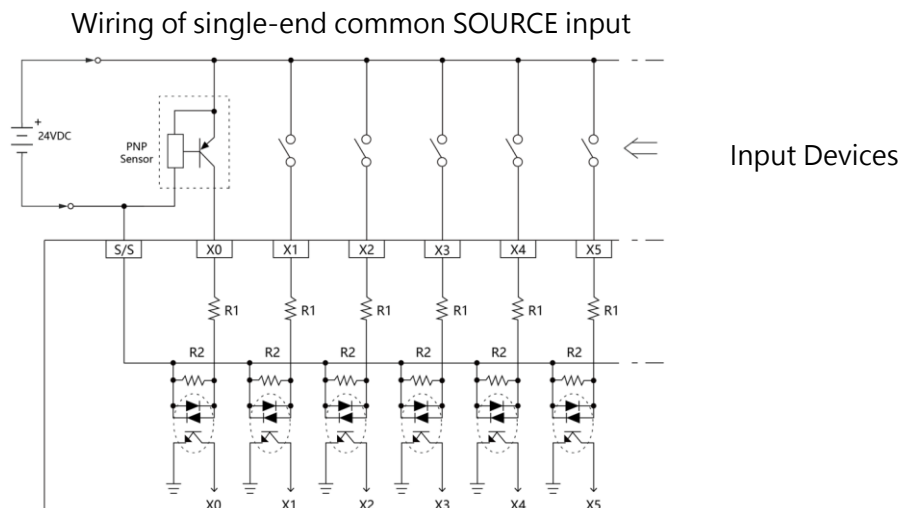 Wiring of single-end common SOURCE input
+
24VDC
PNP
Sensor
Input Devices
S/S X0 X1 X2 X3 X4 X5
R1 R1 R1 R1 R1 R1
R2 R2 R2 R2 R2 R2
X0 X1 X2 X3 X4 X5